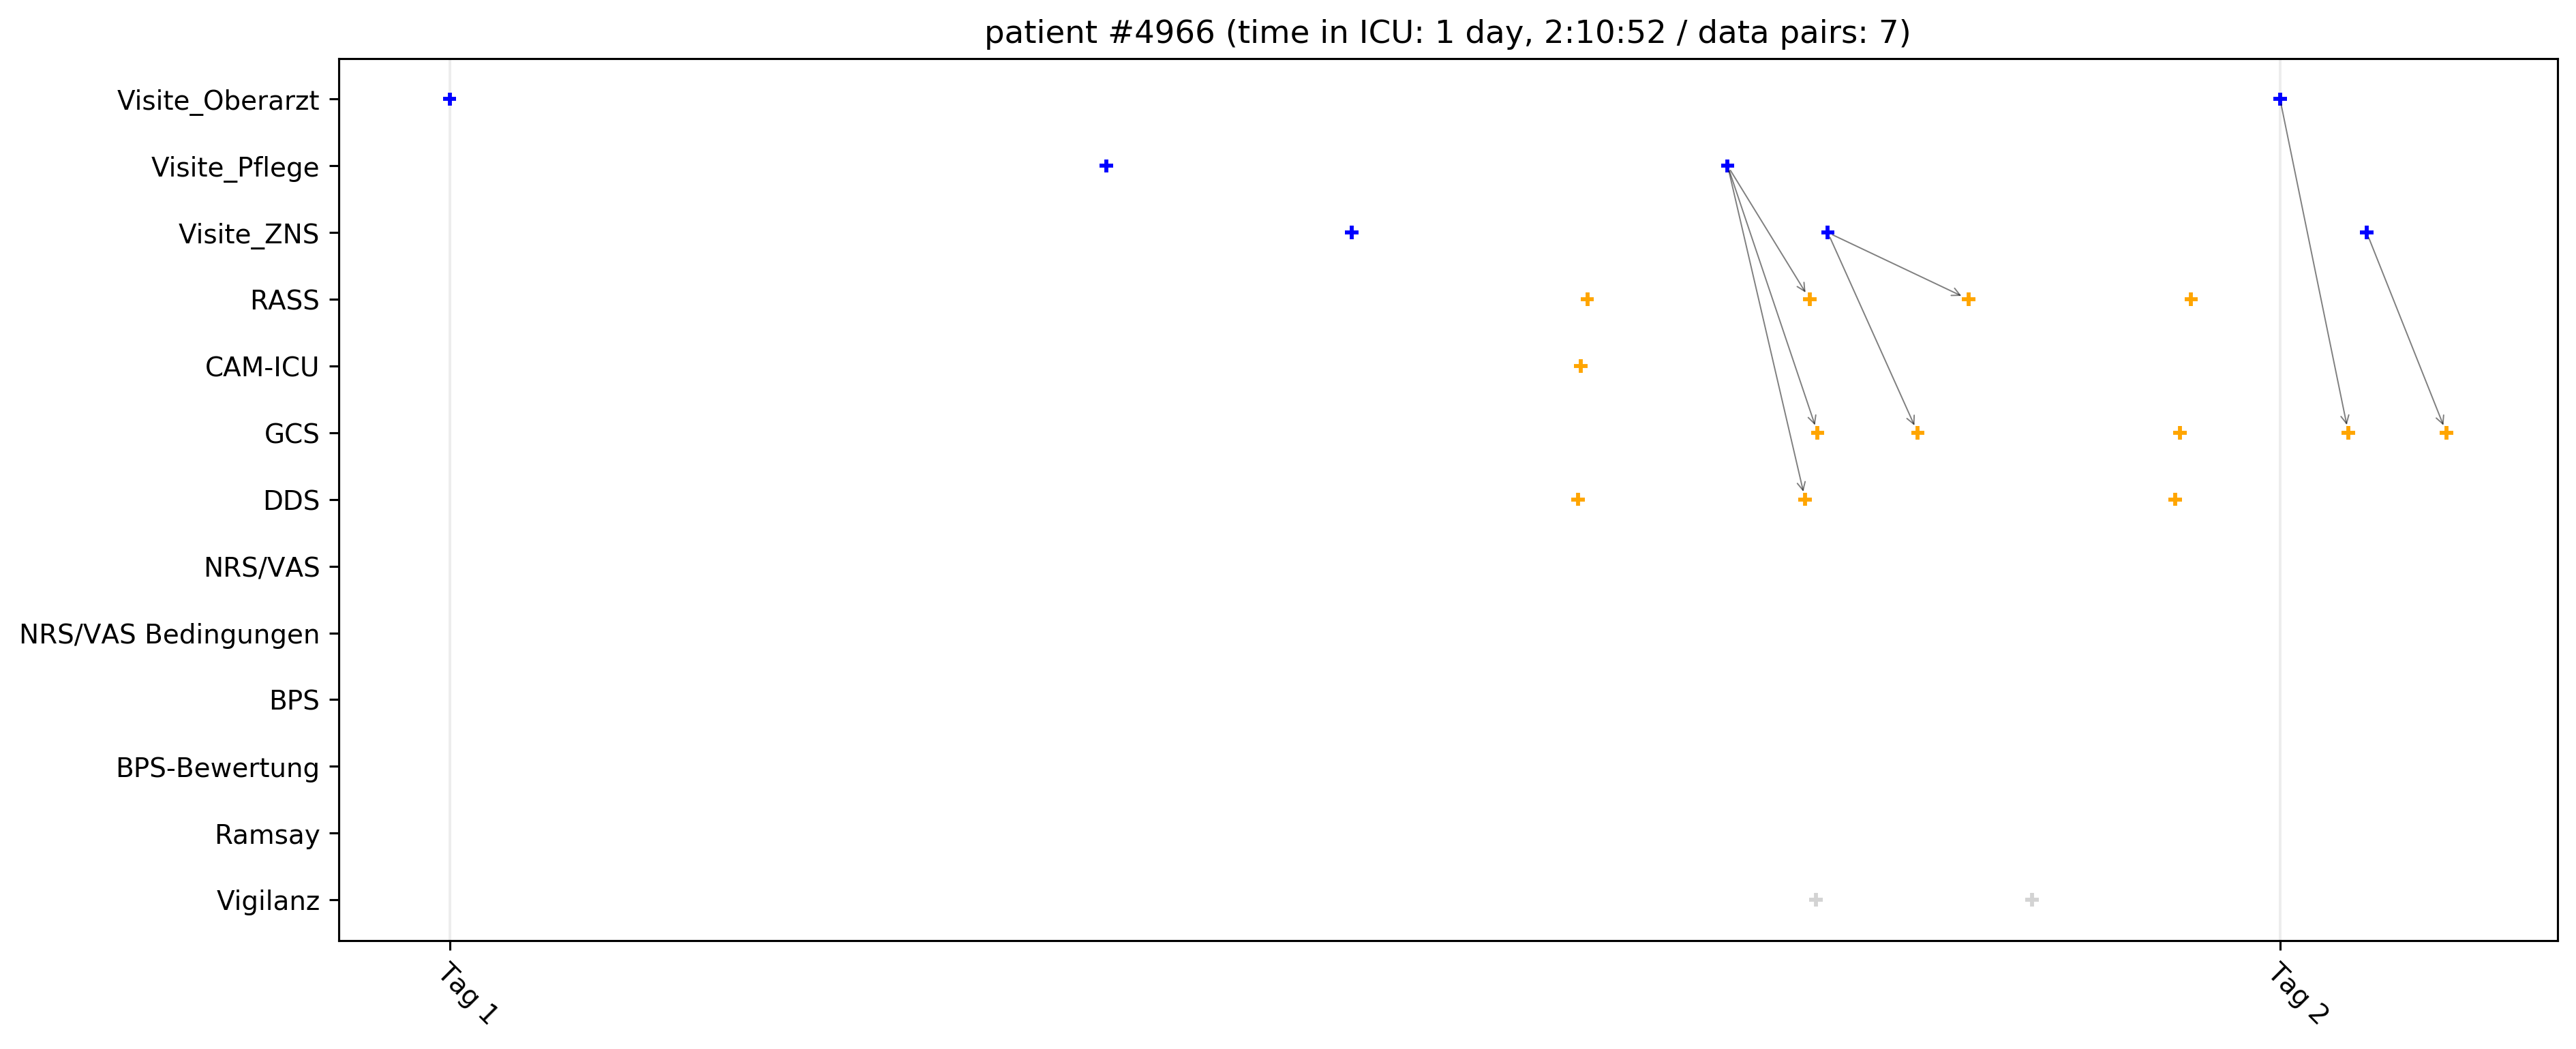 patient #4966 (time in ICU: 1 day, 2:10:52 / data pairs: 7)
Visite_Oberarzt
Visite_Pflege
Visite_ZNS
RASS
CAM-ICU
GCS
DDS
NRS/VAS
NRS/VAS Bedingungen
BPS
BPS-Bewertung
Ramsay
Vigilanz
Tag 1
Tag 2